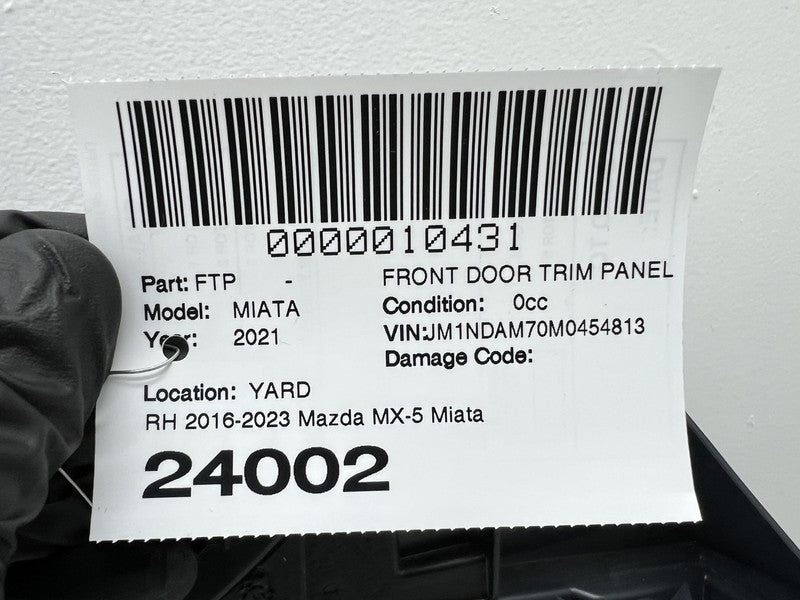 0000010431
Part: FTP - FRONT DOOR TRIM PANEL
Model: MIATA Condition: 0cc
Year: 2021 VIN:JM1NDAM70M0454813
Damage Code:
Location: YARD
RH 2016-2023 Mazda MX-5 Miata
24002